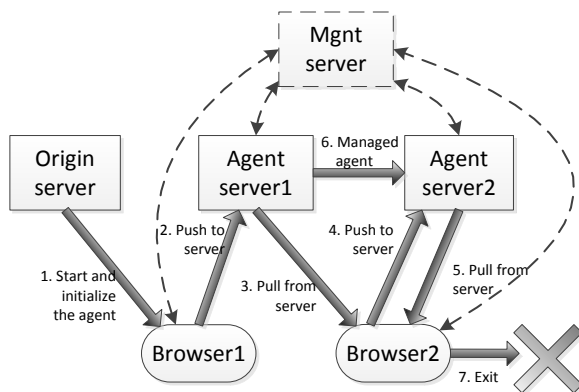 Mgnt
server
6. Managed
agent
Origin
server
Agent
server1
Agent
server2
2. Push to
server
4. Push to
server
1. Start and
initialize
the agent
3. Pull from
server
5. Pull from
server
Browser1
Browser2
7. Exit